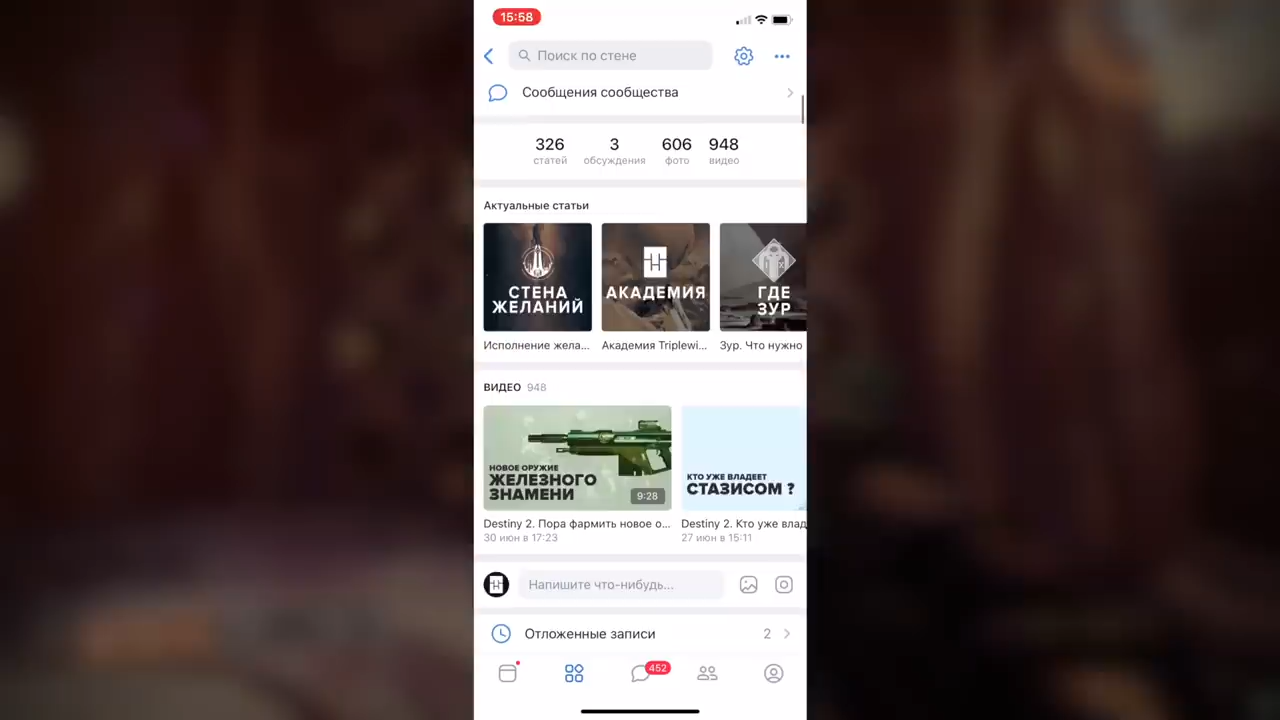 15:58
Поиск по стене
Сообщения сообщества
326 3 606 948
статей обсуждения фото видео
Актуальные статьи
СТЕНА
ЖЕЛАНИЙ
АКАДЕМИЯ
ГДЕ
ЗУР
Исполнение жела... Академия Triplewi... Зур. Что нужно
ВИДЕО 948
НОВОЕ ОРУЖИЕ
ЖЕЛЕЗНОГО
ЗНАМЕНИ
9:28
КТО УЖЕ ВЛАДЕЕТ
СТАЗИСОМ ?
Destiny 2. Пора фармить новое о... Destiny 2. Кто уже влад
30 июн в 17:23 27 июн в 15:11
Напишите что-нибудь...
Отложенные записи 2
452